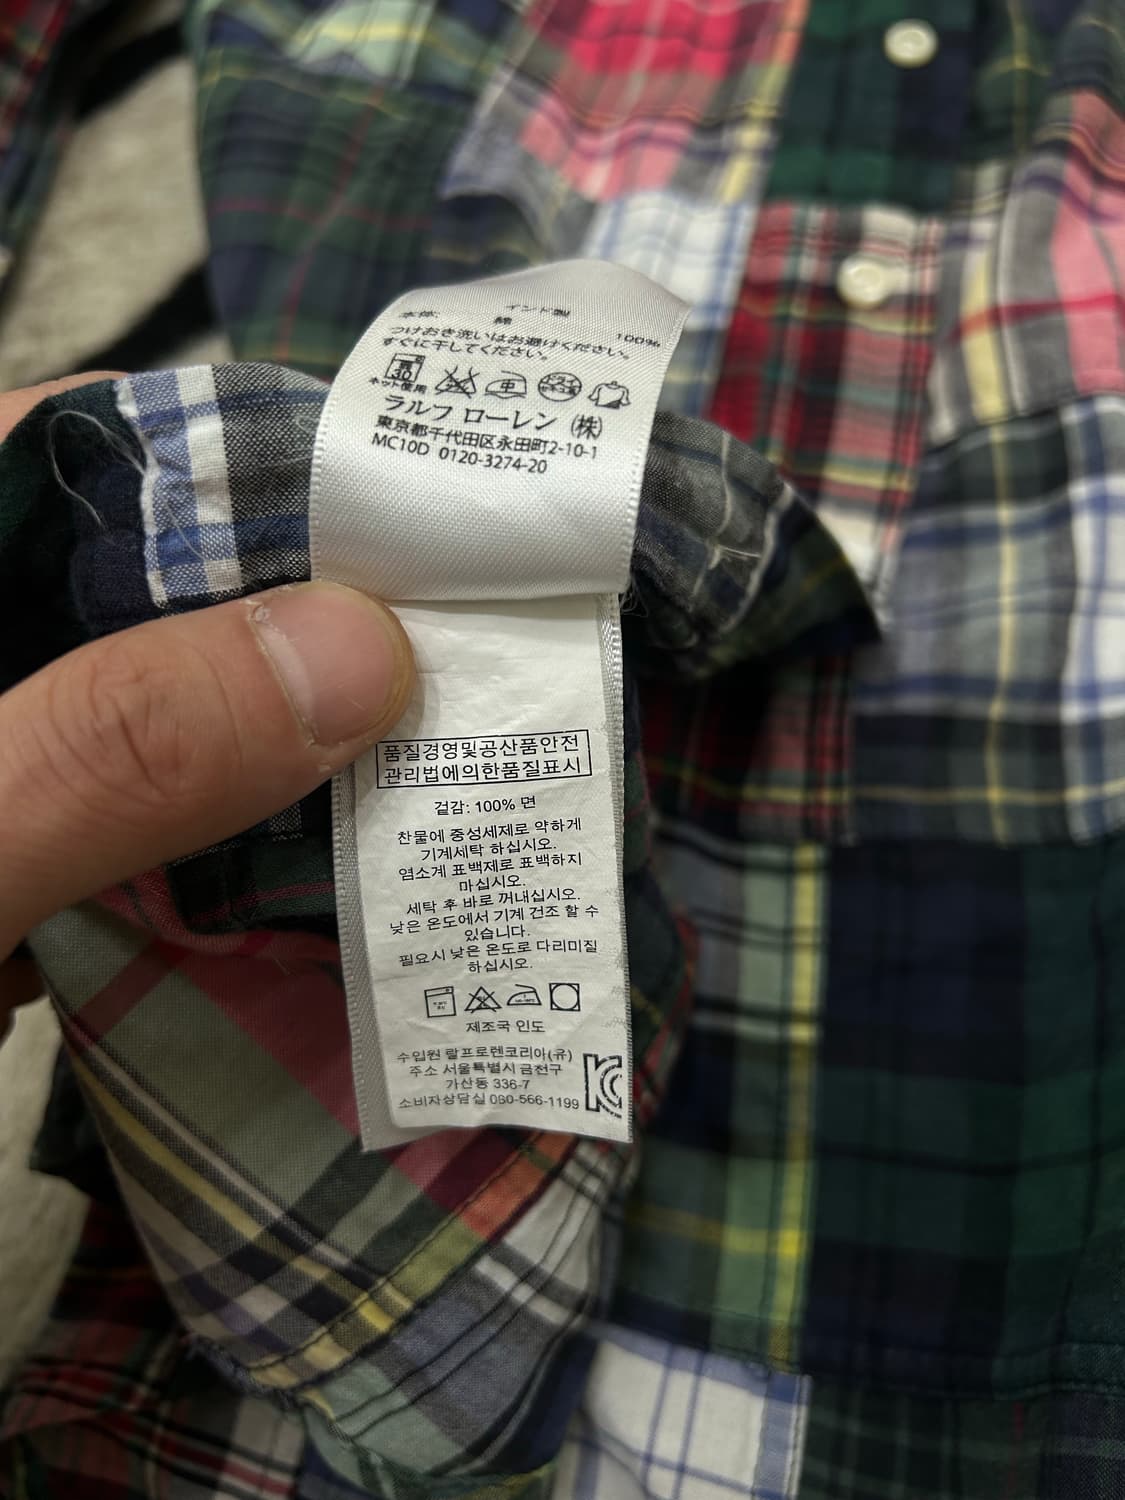 インド製
本体: 綿 100%
つけおき洗いはお避けください。
すぐに干してください。
ネット使用 中
ラルフ ローレン (株)
東京都千代田区永田町2-10-1
MC10D 0120-3274-20
품질경영및공산품안전
관리법에의한품질표시
겉감: 100% 면
찬물에 중성세제로 약하게
기계세탁 하십시오.
염소계 표백제로 표백하지
마십시오.
세탁 후 바로 꺼내십시오.
낮은 온도에서 기계 건조 할 수
있습니다.
필요시 낮은 온도로 다리미질
하십시오.
제조국 인도
수입원 랄프로렌코리아(유)
주소 서울특별시 금천구
가산동 336-7
소비자상담실 080-566-1199